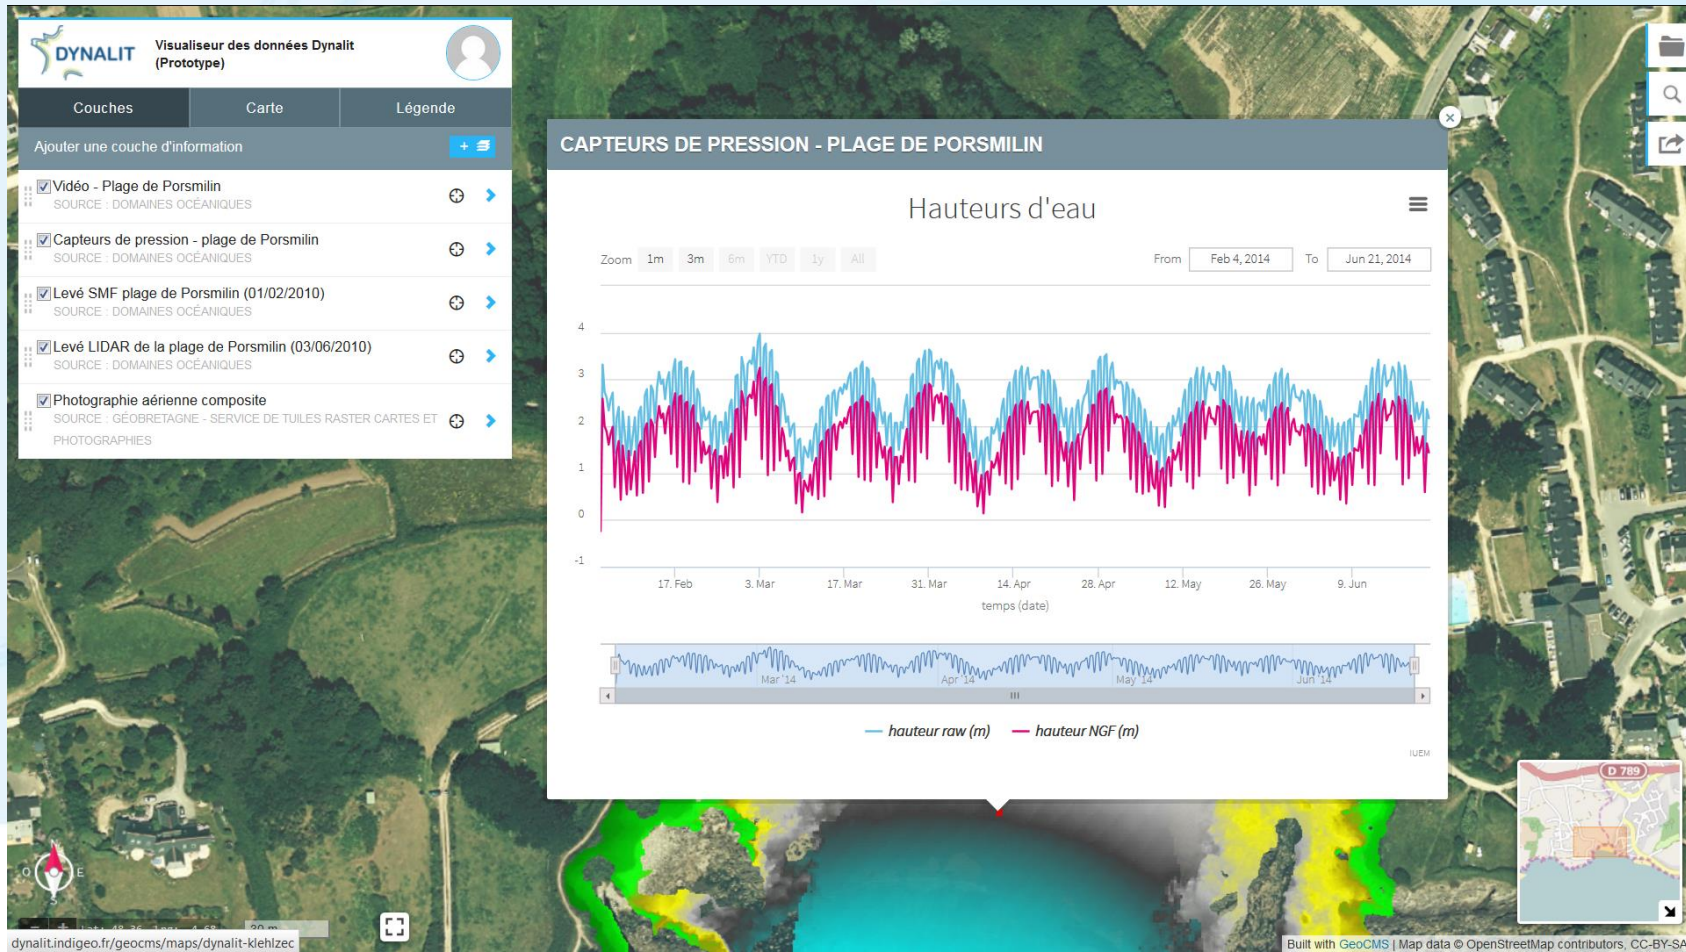 DYNALIT
Visualiseur des données Dynalit
(Prototype)
Couches
Carte
Légende
Ajouter une couche d'information
+
Vidéo - Plage de Porsmilin
SOURCE : DOMAINES OCÉANIQUES
Capteurs de pression - plage de Porsmilin
SOURCE : DOMAINES OCÉANIQUES
Levé SMF plage de Porsmilin (01/02/2010)
SOURCE : DOMAINES OCÉANIQUES
Levé LIDAR de la plage de Porsmilin (03/06/2010)
SOURCE : DOMAINES OCÉANIQUES
Photographie aérienne composite
SOURCE : GÉOBRETAGNE - SERVICE DE TUILES RASTER CARTES ET
PHOTOGRAPHIES
CAPTEURS DE PRESSION - PLAGE DE PORSMILIN
Hauteurs d'eau
Zoom 1m 3m 6m YTD 1y All
From Feb 4, 2014 To Jun 21, 2014
4
3
2
1
0
-1
17. Feb 3. Mar 17. Mar 31. Mar 14. Apr 28. Apr 12. May 26. May 9. Jun
temps (date)
Mar '14 Apr '14 May '14 Jun '14
hauteur raw (m) hauteur NGF (m)
IUEM
D 789
O E
S
30 m
dynalit.indigeo.fr/geocms/maps/dynalit-klehlzec
Built with GeoCMS | Map data © OpenStreetMap contributors, CC-BY-SA